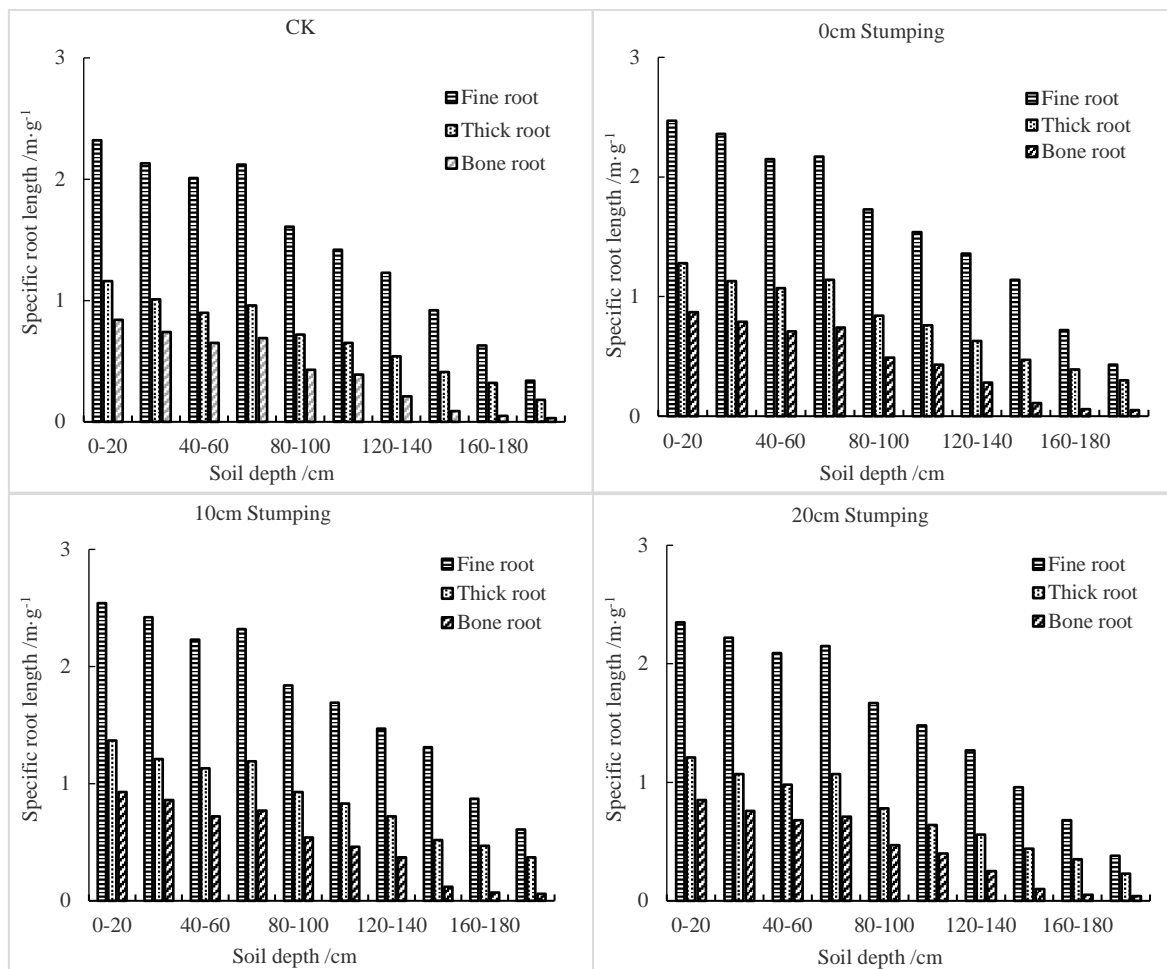 CK
3
2
1
0
Specific root length /m·g⁻¹
Fine root
Thick root
Bone root
0-20
40-60
80-100
120-140
160-180
Soil depth /cm
0cm Stumping
3
2
1
0
Specific root length /m·g⁻¹
Fine root
Thick root
Bone root
0-20
40-60
80-100
120-140
160-180
Soil depth /cm
10cm Stumping
3
2
1
0
Specific root length /m·g⁻¹
Fine root
Thick root
Bone root
0-20
40-60
80-100
120-140
160-180
Soil depth /cm
20cm Stumping
3
2
1
0
Specific root length /m·g⁻¹
Fine root
Thick root
Bone root
0-20
40-60
80-100
120-140
160-180
Soil depth /cm